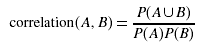 correlation(A, B) = P(A ∪ B) / P(A)P(B)